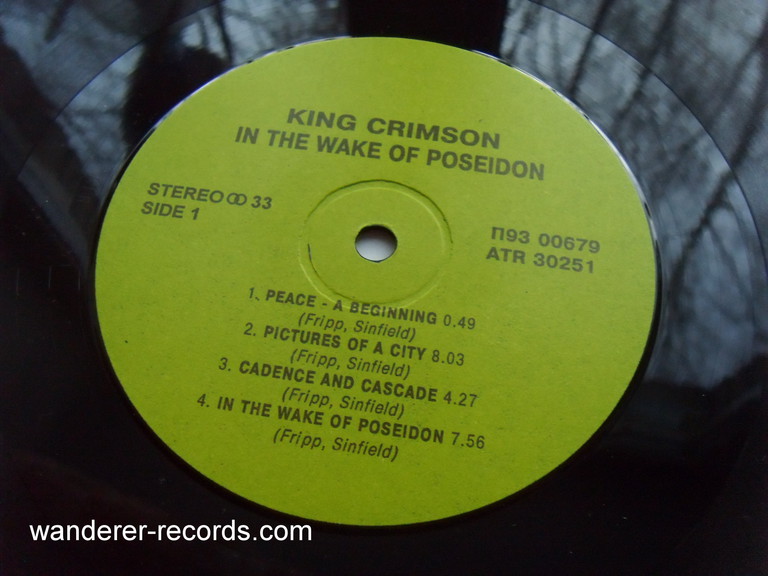 KING CRIMSON
IN THE WAKE OF POSEIDON
STEREO ꝏ 33
SIDE 1
П93 00679
ATR 30251
1. PEACE - A BEGINNING 0.49
(Fripp, Sinfield)
2. PICTURES OF A CITY 8.03
(Fripp, Sinfield)
3. CADENCE AND CASCADE 4.27
(Fripp, Sinfield)
4. IN THE WAKE OF POSEIDON 7.56
(Fripp, Sinfield)
wanderer-records.com